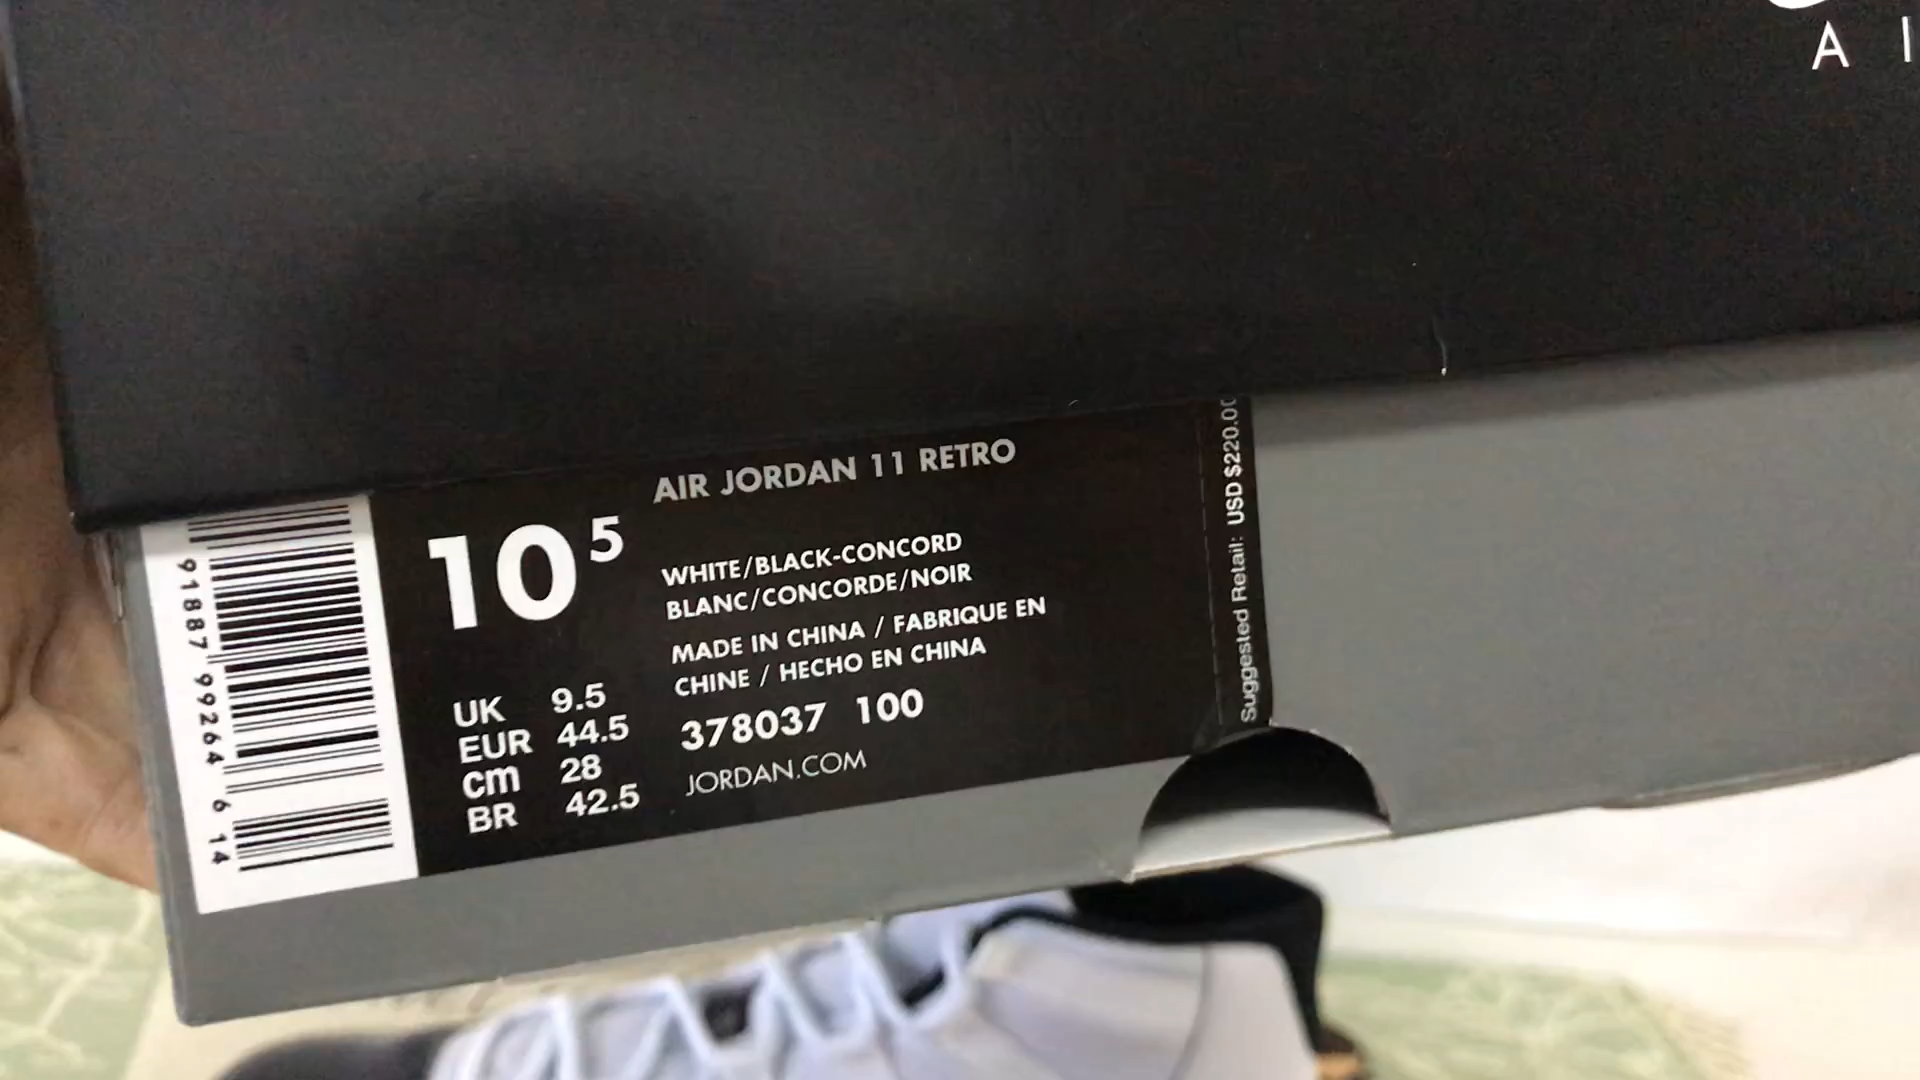 A I
AIR JORDAN 11 RETRO
10 5
WHITE/BLACK-CONCORD
BLANC/CONCORDE/NOIR
MADE IN CHINA / FABRIQUE EN
CHINE / HECHO EN CHINA
UK 9.5
EUR 44.5
cm 28
BR 42.5
378037 100
JORDAN.COM
Suggested Retail: USD $220.00
91887 99264 6 14